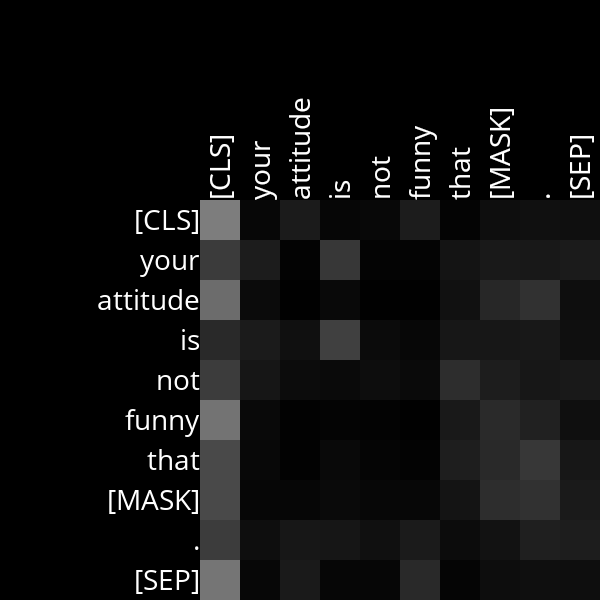 [CLS] your attitude is not funny that [MASK] . [SEP]
[CLS]
your
attitude
is
not
funny
that
[MASK]
.
[SEP]